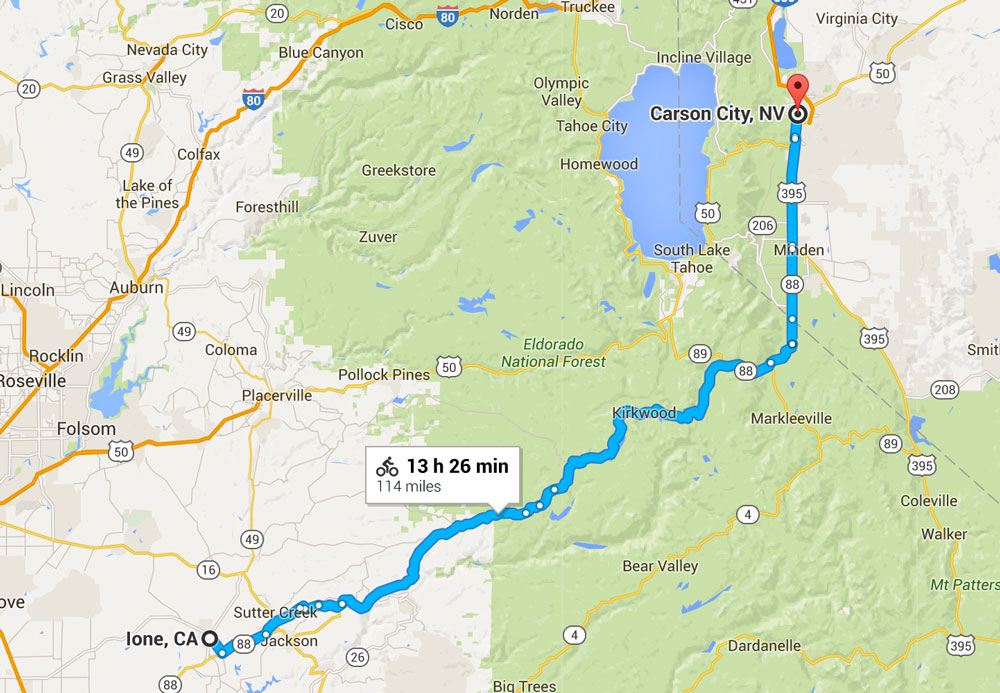 20
80
Cisco
Norden
Truckee
431
580
Virginia City
Nevada City
Blue Canyon
Incline Village
Grass Valley
20
80
50
Olympic
Valley
Carson City, NV
Tahoe City
49
Colfax
Homewood
Greekstore
Lake of
the Pines
395
Foresthill
50
206
Zuver
South Lake
Tahoe
Minden
Lincoln
Auburn
88
49
395
Coloma
Eldorado
National Forest
Rocklin
89
Smit
Roseville
Pollock Pines
50
88
208
Placerville
Kirkwood
Markleeville
Folsom
50
89
395
13 h 26 min
114 miles
Coleville
4
Walker
49
16
Bear Valley
Mt Patters
ove
Sutter Creek
Ione, CA
88
Jackson
4
Dardanelle
395
26
88
Big Trees